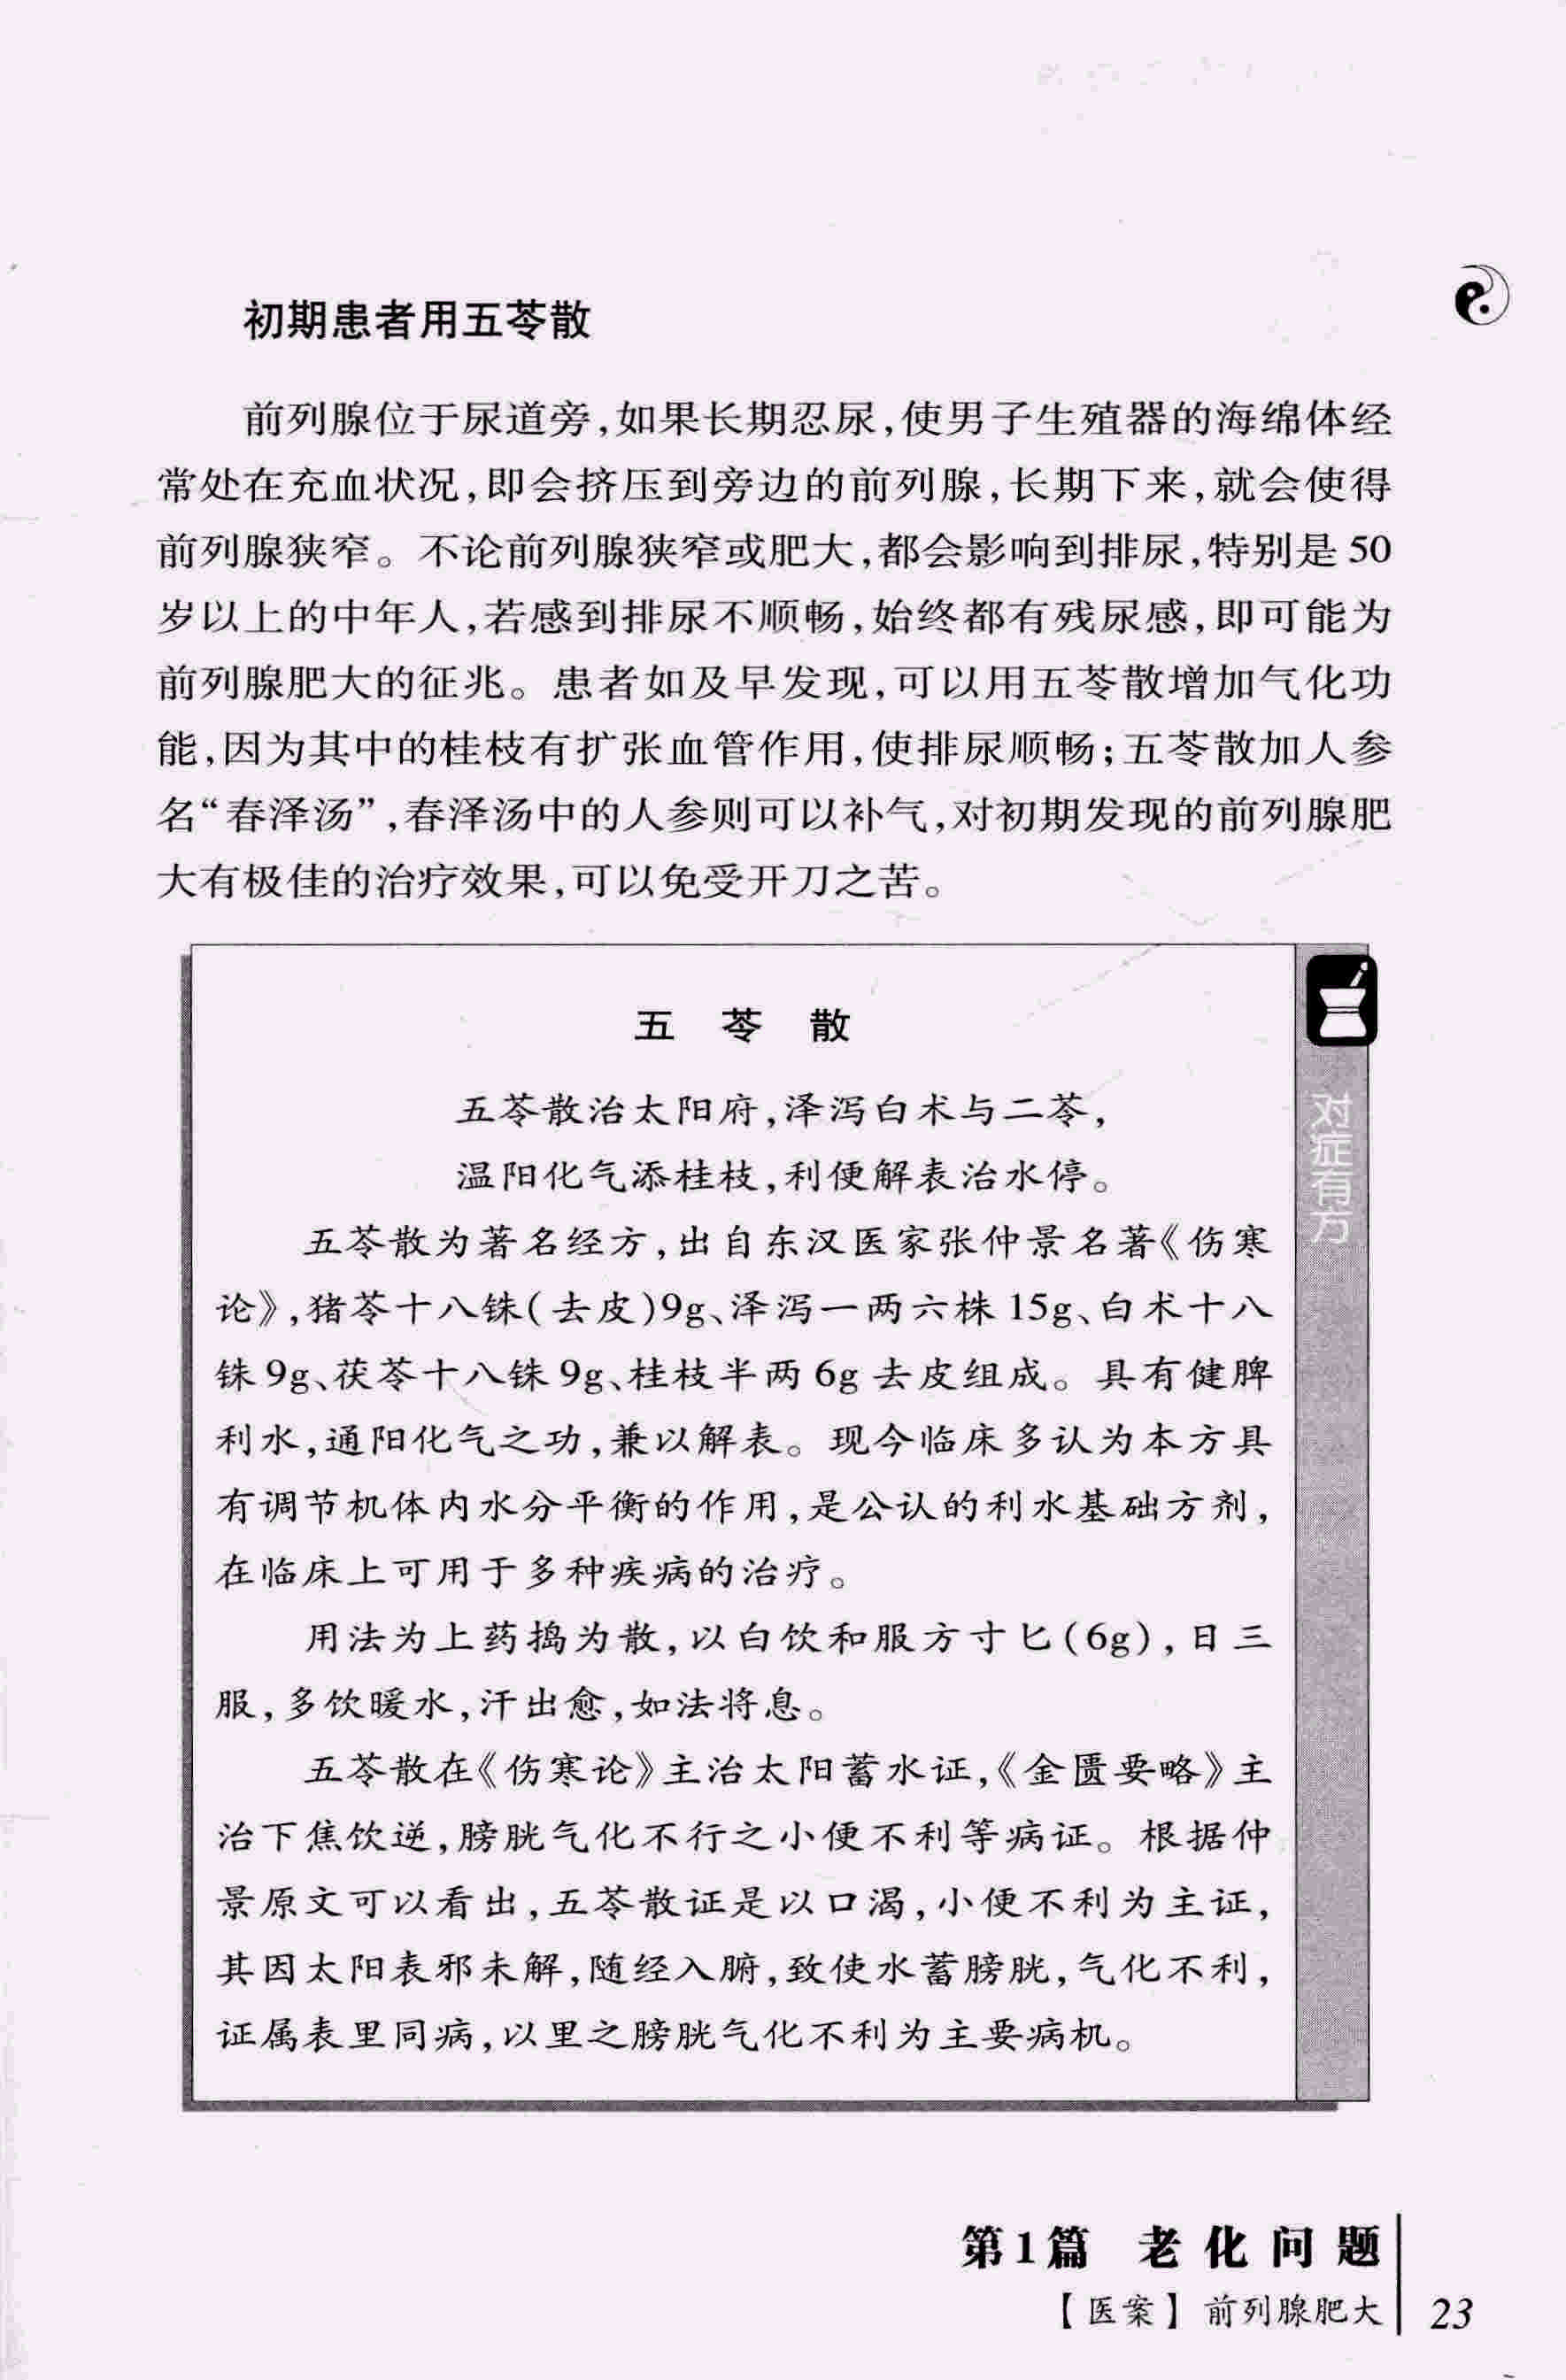 初期患者用五苓散
前列腺位于尿道旁,如果长期忍尿,使男子生殖器的海绵体经
常处在充血状况,即会挤压到旁边的前列腺,长期下来,就会使得
前列腺狭窄。不论前列腺狭窄或肥大,都会影响到排尿,特别是50
岁以上的中年人,若感到排尿不顺畅,始终都有残尿感,即可能为
前列腺肥大的征兆。患者如及早发现,可以用五苓散增加气化功
能,因为其中的桂枝有扩张血管作用,使排尿顺畅;五苓散加人参
名“春泽汤”,春泽汤中的人参则可以补气,对初期发现的前列腺肥
大有极佳的治疗效果,可以免受开刀之苦。
五 苓 散
五苓散治太阳府,泽泻白术与二苓,
温阳化气添桂枝,利便解表治水停。
五苓散为著名经方,出自东汉医家张仲景名著《伤寒
论》,猪苓十八铢(去皮)9g、泽泻一两六株15g、白术十八
铢9g、茯苓十八铢9g、桂枝半两6g去皮组成。具有健脾
利水,通阳化气之功,兼以解表。现今临床多认为本方具
有调节机体内水分平衡的作用,是公认的利水基础方剂,
在临床上可用于多种疾病的治疗。
用法为上药捣为散,以白饮和服方寸匕(6g),日三
服,多饮暖水,汗出愈,如法将息。
五苓散在《伤寒论》主治太阳蓄水证,《金匮要略》主
治下焦饮逆,膀胱气化不行之小便不利等病证。根据仲
景原文可以看出,五苓散证是以口渴,小便不利为主证,
其因太阳表邪未解,随经入腑,致使水蓄膀胱,气化不利,
证属表里同病,以里之膀胱气化不利为主要病机。
对症有方
第1篇 老化问题
【医案】前列腺肥大 23